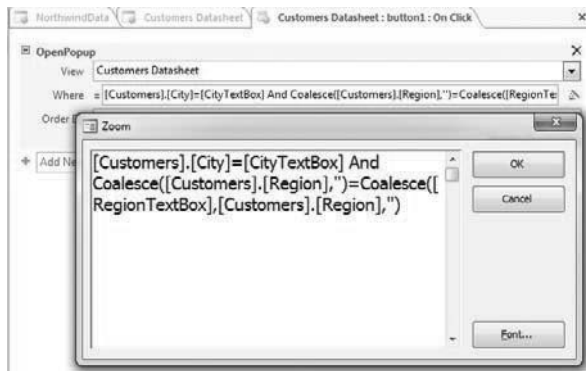 NorthwindData Customers Datasheet Customers Datasheet : button1 : On Click
OpenPopup
View Customers Datasheet
Where = [Customers].[City]=[CityTextBox] And Coalesce([Customers].[Region],'')=Coalesce([RegionTe
Order
Zoom
Add Ne
[Customers].[City]=[CityTextBox] And
Coalesce([Customers].[Region],'')=Coalesce([
RegionTextBox],[Customers].[Region],'')
OK
Cancel
Font...